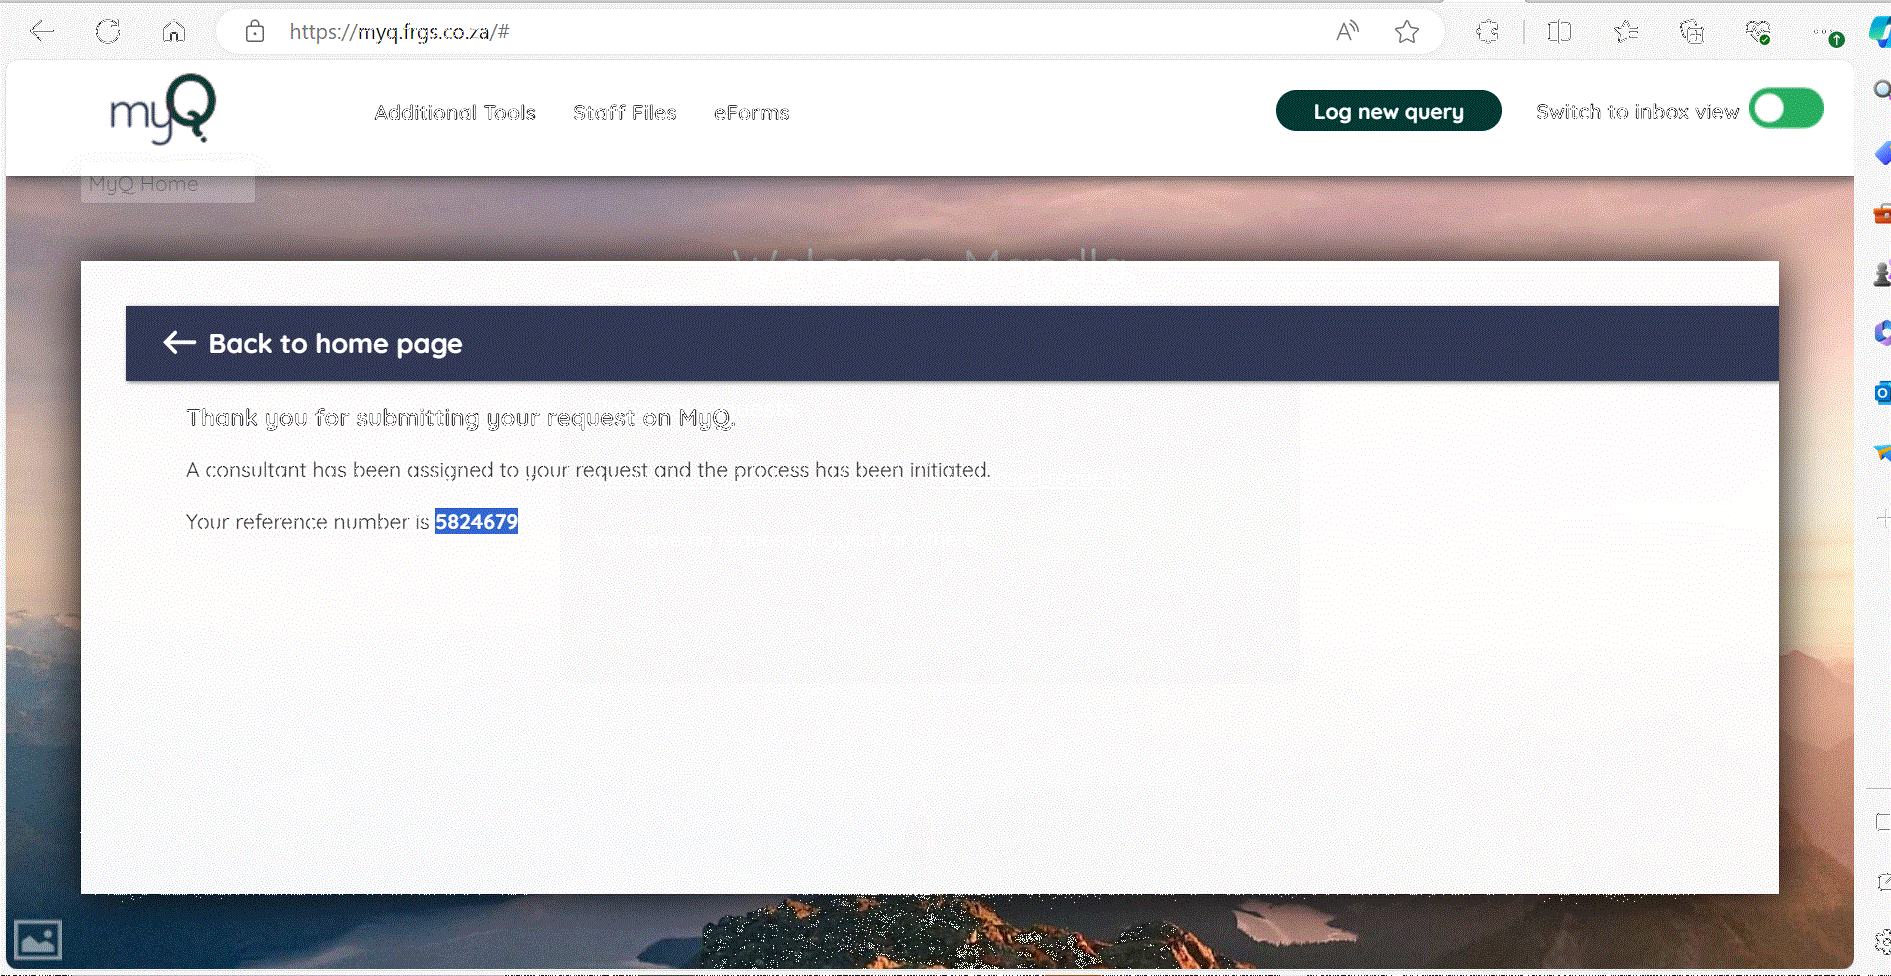 https://myq.frgs.co.za/#
myQ
Additional Tools Staff Files eForms
Log new query
Switch to inbox view
MyQ Home
Welcome, Mandla
Back to home page
Thank you for submitting your request on MyQ.
A consultant has been assigned to your request and the process has been initiated.
Your reference number is 5824679